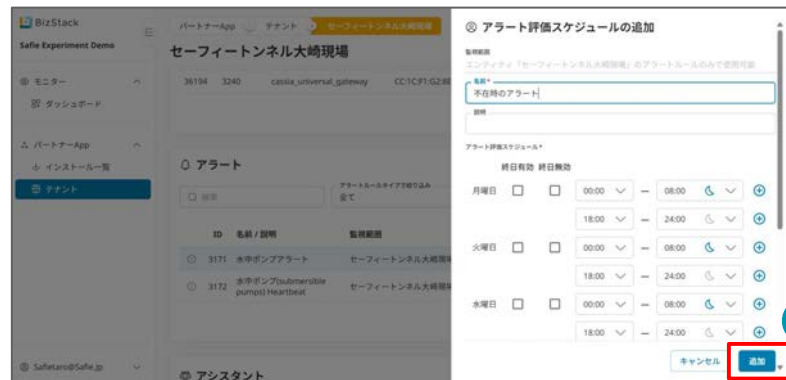 BizStack
Safie Experiment Demo
モニター
ダッシュボード
パートナーApp
インストール一覧
テナント
Safietaro@Safie.jp
パートナーApp
テナント
セーフィートンネル大崎現場
セーフィートンネル大崎現場
36194 3240 cassia_universal_gateway CC:1C:F1:G2:8E
アラート
検索
アラートルールタイプで絞り込み
全て
ID 名前 / 説明 監視範囲
3171 水中ポンプアラート セーフィートンネル大崎現場
3172 水中ポンプ(submersible pumps) Heartbeat セーフィートンネル大崎現場
アシスタント
アラート評価スケジュールの追加
監視範囲
エンティティ「セーフィートンネル大崎現場」のアラートルールのみで使用可能
名前*
不在時のアラート
説明
アラート評価スケジュール*
終日有効 終日無効
月曜日 00:00 — 08:00
18:00 — 24:00
火曜日 00:00 — 08:00
18:00 — 24:00
水曜日 00:00 — 08:00
18:00 — 24:00
キャンセル 追加